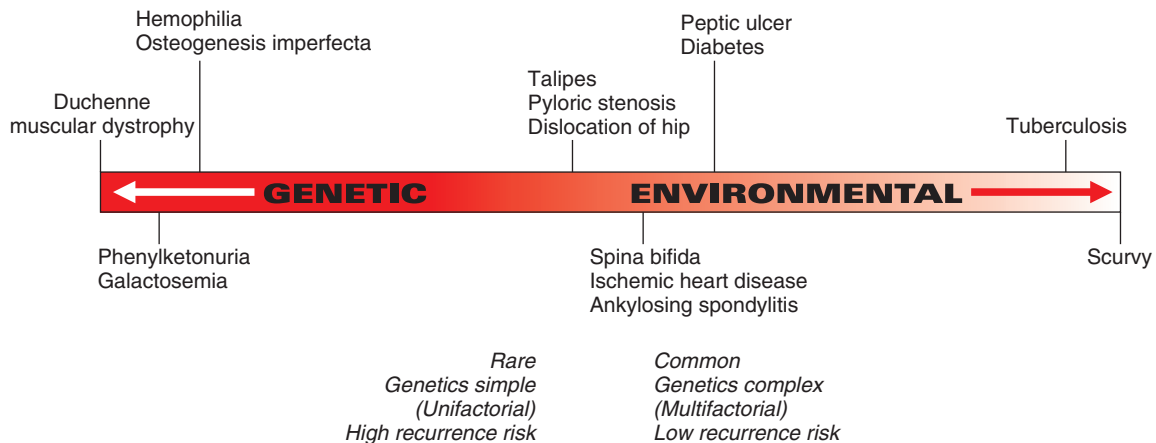 Hemophilia
Osteogenesis imperfecta
Peptic ulcer
Diabetes
Talipes
Pyloric stenosis
Dislocation of hip
Duchenne
muscular dystrophy
Tuberculosis
GENETIC
ENVIRONMENTAL
Phenylketonuria
Galactosemia
Spina bifida
Ischemic heart disease
Ankylosing spondylitis
Scurvy
Rare
Genetics simple
(Unifactorial)
High recurrence risk
Common
Genetics complex
(Multifactorial)
Low recurrence risk